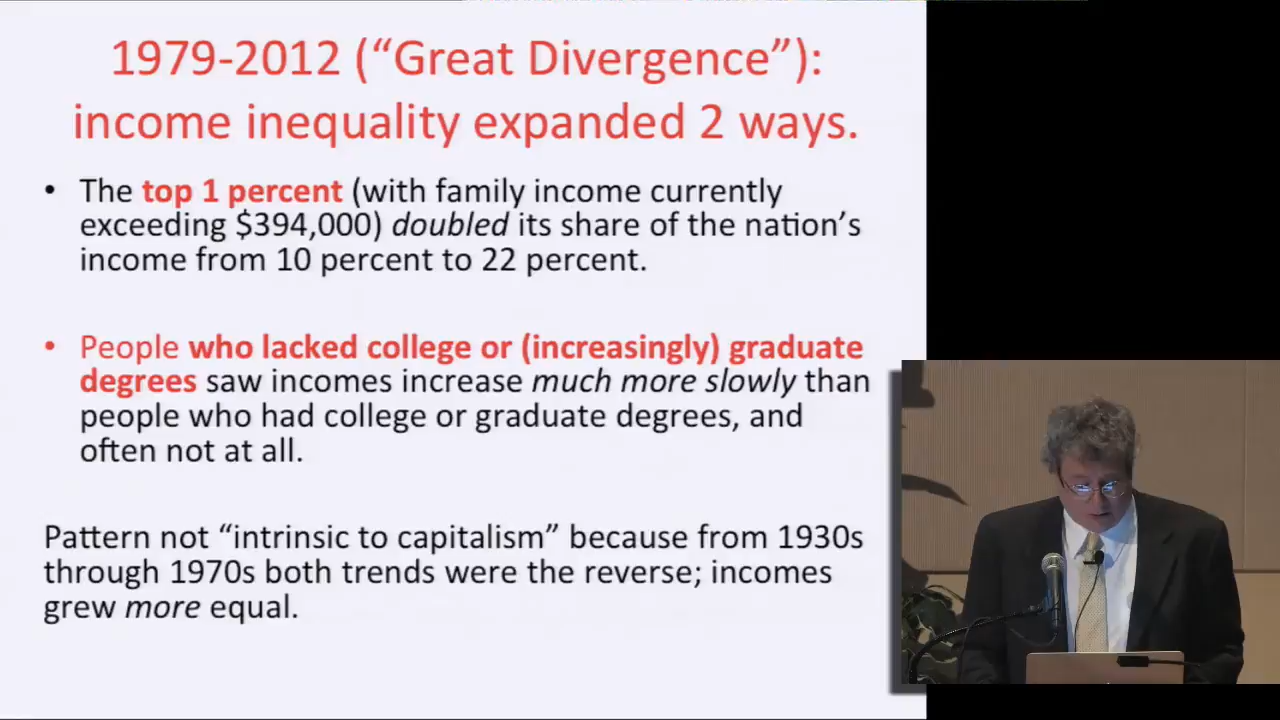 1979-2012 (“Great Divergence”):
income inequality expanded 2 ways.
• The top 1 percent (with family income currently
exceeding $394,000) doubled its share of the nation’s
income from 10 percent to 22 percent.
• People who lacked college or (increasingly) graduate
degrees saw incomes increase much more slowly than
people who had college or graduate degrees, and
often not at all.
Pattern not “intrinsic to capitalism” because from 1930s
through 1970s both trends were the reverse; incomes
grew more equal.